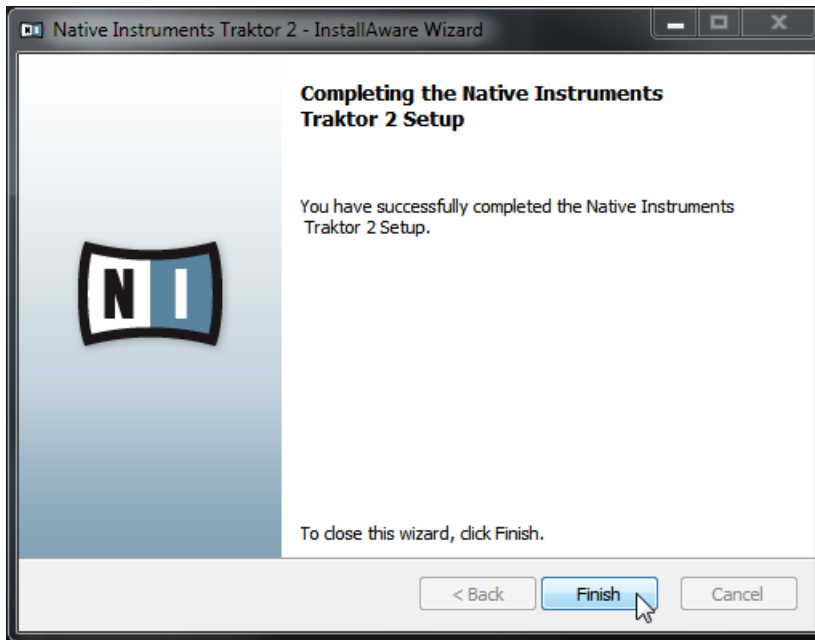 Native Instruments Traktor 2 - InstallAware Wizard
Completing the Native Instruments
Traktor 2 Setup
You have successfully completed the Native Instruments
Traktor 2 Setup.
N I
To close this wizard, click Finish.
< Back Finish Cancel